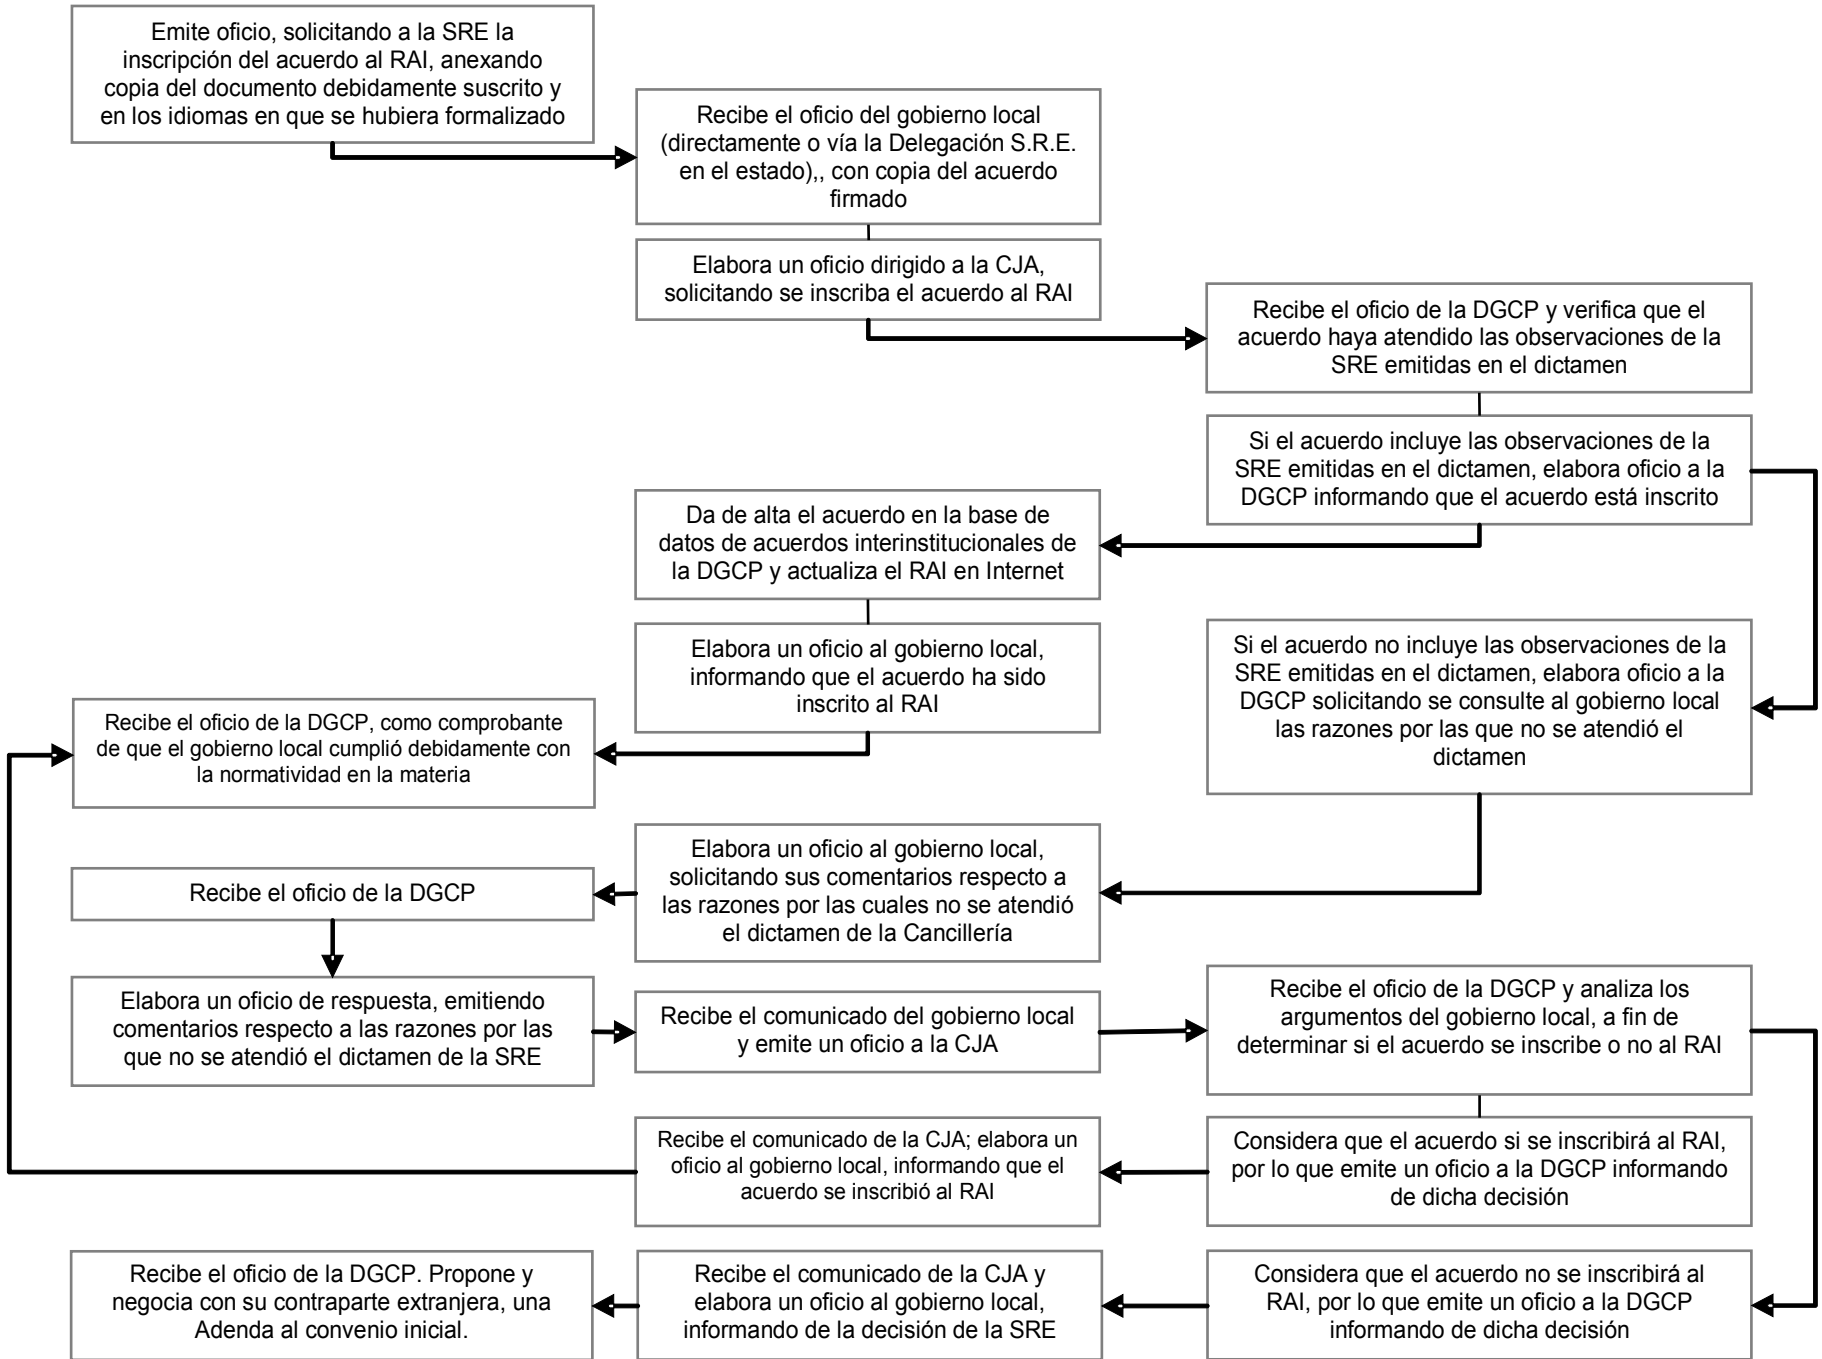 Emite oficio, solicitando a la SRE la
inscripción del acuerdo al RAI, anexando
copia del documento debidamente suscrito y
en los idiomas en que se hubiera formalizado
Recibe el oficio del gobierno local
(directamente o vía la Delegación S.R.E.
en el estado),, con copia del acuerdo
firmado
Elabora un oficio dirigido a la CJA,
solicitando se inscriba el acuerdo al RAI
Recibe el oficio de la DGCP y verifica que el
acuerdo haya atendido las observaciones de la
SRE emitidas en el dictamen
Si el acuerdo incluye las observaciones de la
SRE emitidas en el dictamen, elabora oficio a la
DGCP informando que el acuerdo está inscrito
Da de alta el acuerdo en la base de
datos de acuerdos interinstitucionales de
la DGCP y actualiza el RAI en Internet
Elabora un oficio al gobierno local,
informando que el acuerdo ha sido
inscrito al RAI
Recibe el oficio de la DGCP, como comprobante
de que el gobierno local cumplió debidamente con
la normatividad en la materia
Si el acuerdo no incluye las observaciones de la
SRE emitidas en el dictamen, elabora oficio a la
DGCP solicitando se consulte al gobierno local
las razones por las que no se atendió el
dictamen
Elabora un oficio al gobierno local,
solicitando sus comentarios respecto a
las razones por las cuales no se atendió
el dictamen de la Cancillería
Recibe el oficio de la DGCP
Elabora un oficio de respuesta, emitiendo
comentarios respecto a las razones por las
que no se atendió el dictamen de la SRE
Recibe el comunicado del gobierno local
y emite un oficio a la CJA
Recibe el oficio de la DGCP y analiza los
argumentos del gobierno local, a fin de
determinar si el acuerdo se inscribe o no al RAI
Considera que el acuerdo si se inscribirá al RAI,
por lo que emite un oficio a la DGCP informando
de dicha decisión
Recibe el comunicado de la CJA; elabora un
oficio al gobierno local, informando que el
acuerdo se inscribió al RAI
Considera que el acuerdo no se inscribirá al
RAI, por lo que emite un oficio a la DGCP
informando de dicha decisión
Recibe el comunicado de la CJA y
elabora un oficio al gobierno local,
informando de la decisión de la SRE
Recibe el oficio de la DGCP. Propone y
negocia con su contraparte extranjera, una
Adenda al convenio inicial.